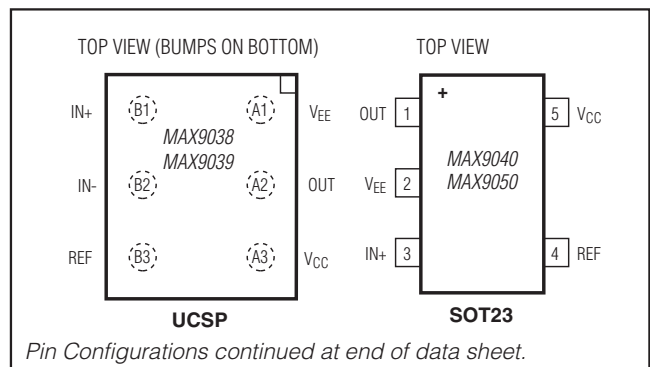 TOP VIEW (BUMPS ON BOTTOM)
IN+ B1 A1 VEE
MAX9038
MAX9039
IN- B2 A2 OUT
REF B3 A3 VCC
UCSP
TOP VIEW
+
OUT 1 5 VCC
MAX9040
MAX9050
VEE 2
IN+ 3 4 REF
SOT23
Pin Configurations continued at end of data sheet.